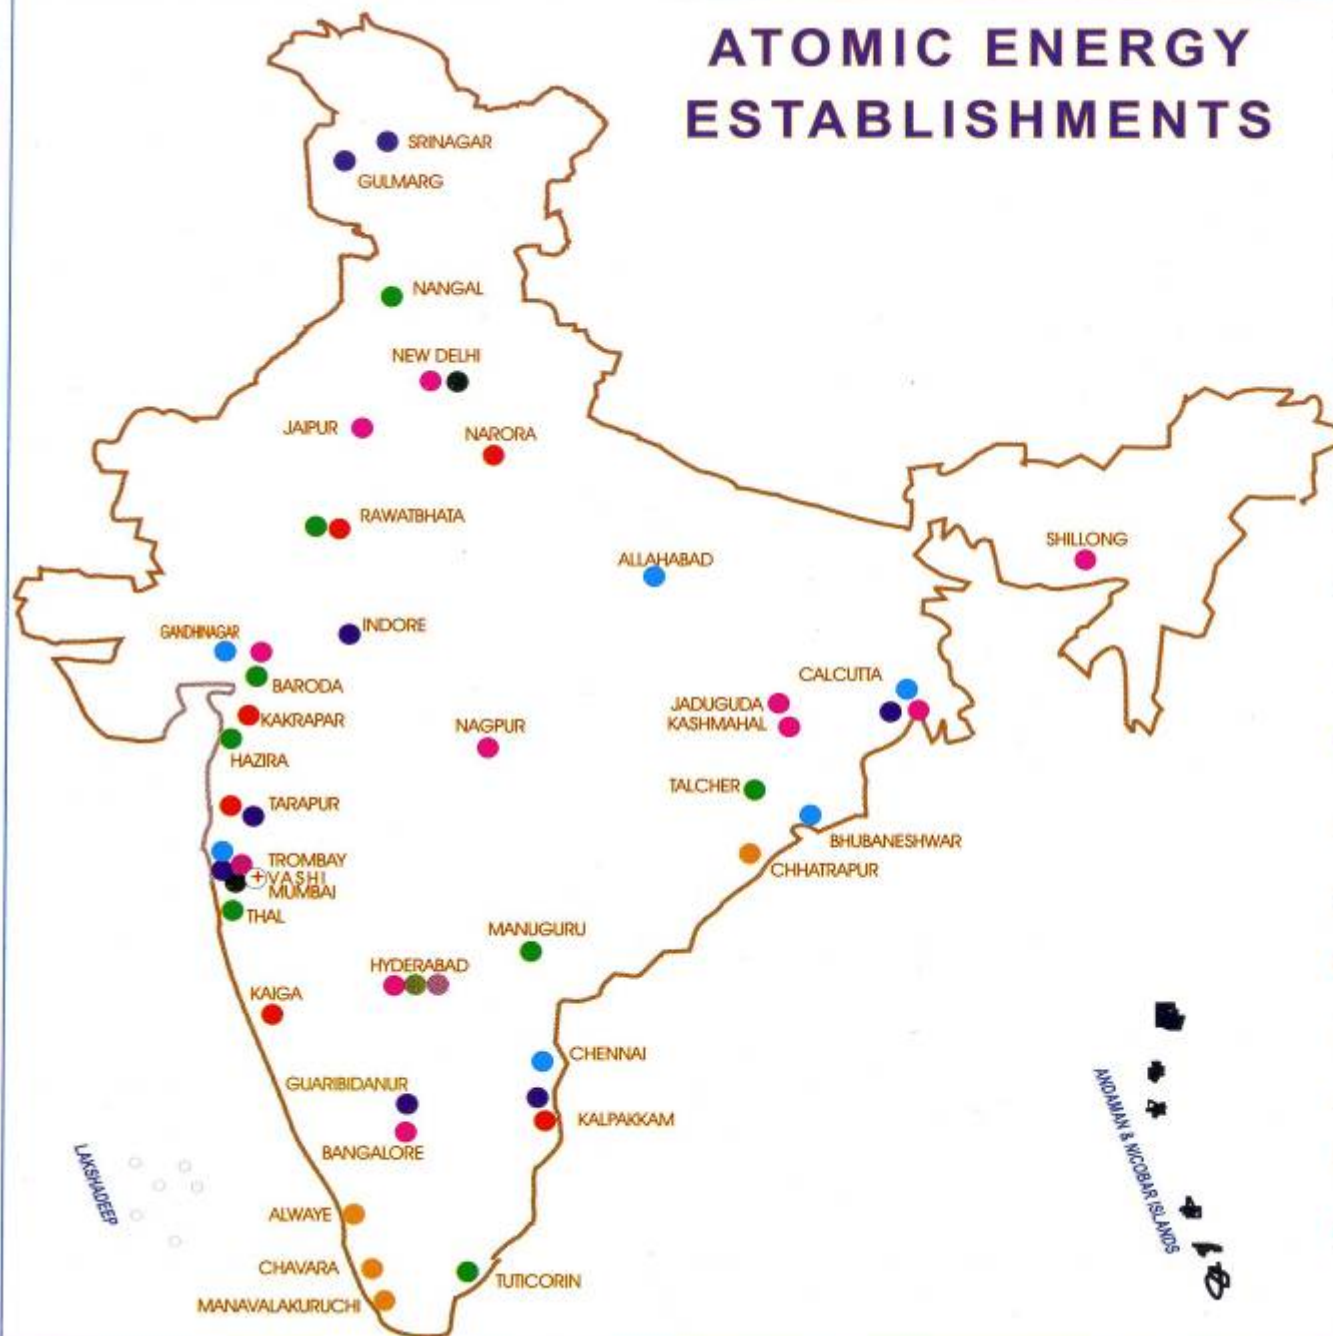 ATOMIC ENERGY
ESTABLISHMENTS
SRINAGAR
GULMARG
NANGAL
NEW DELHI
JAIPUR
NARORA
RAWATBHATA
SHILLONG
ALLAHABAD
GANDHINAGAR
INDORE
BARODA
CALCUTTA
JADUGUDA
KASHMAHAL
KAKRAPAR
NAGPUR
HAZIRA
TALCHER
TARAPUR
BHUBANESHWAR
TROMBAY
VASHI
MUMBAI
CHHATRAPUR
THAL
MANUGURU
HYDERABAD
KAIGA
CHENNAI
GUARIBIDANUR
KALPAKKAM
BANGALORE
ANDAMAN & NICOBAR ISLANDS
LAKSHADEEP
ALWAYE
CHAVARA
TUTICORIN
MANAVALAKURUCHI